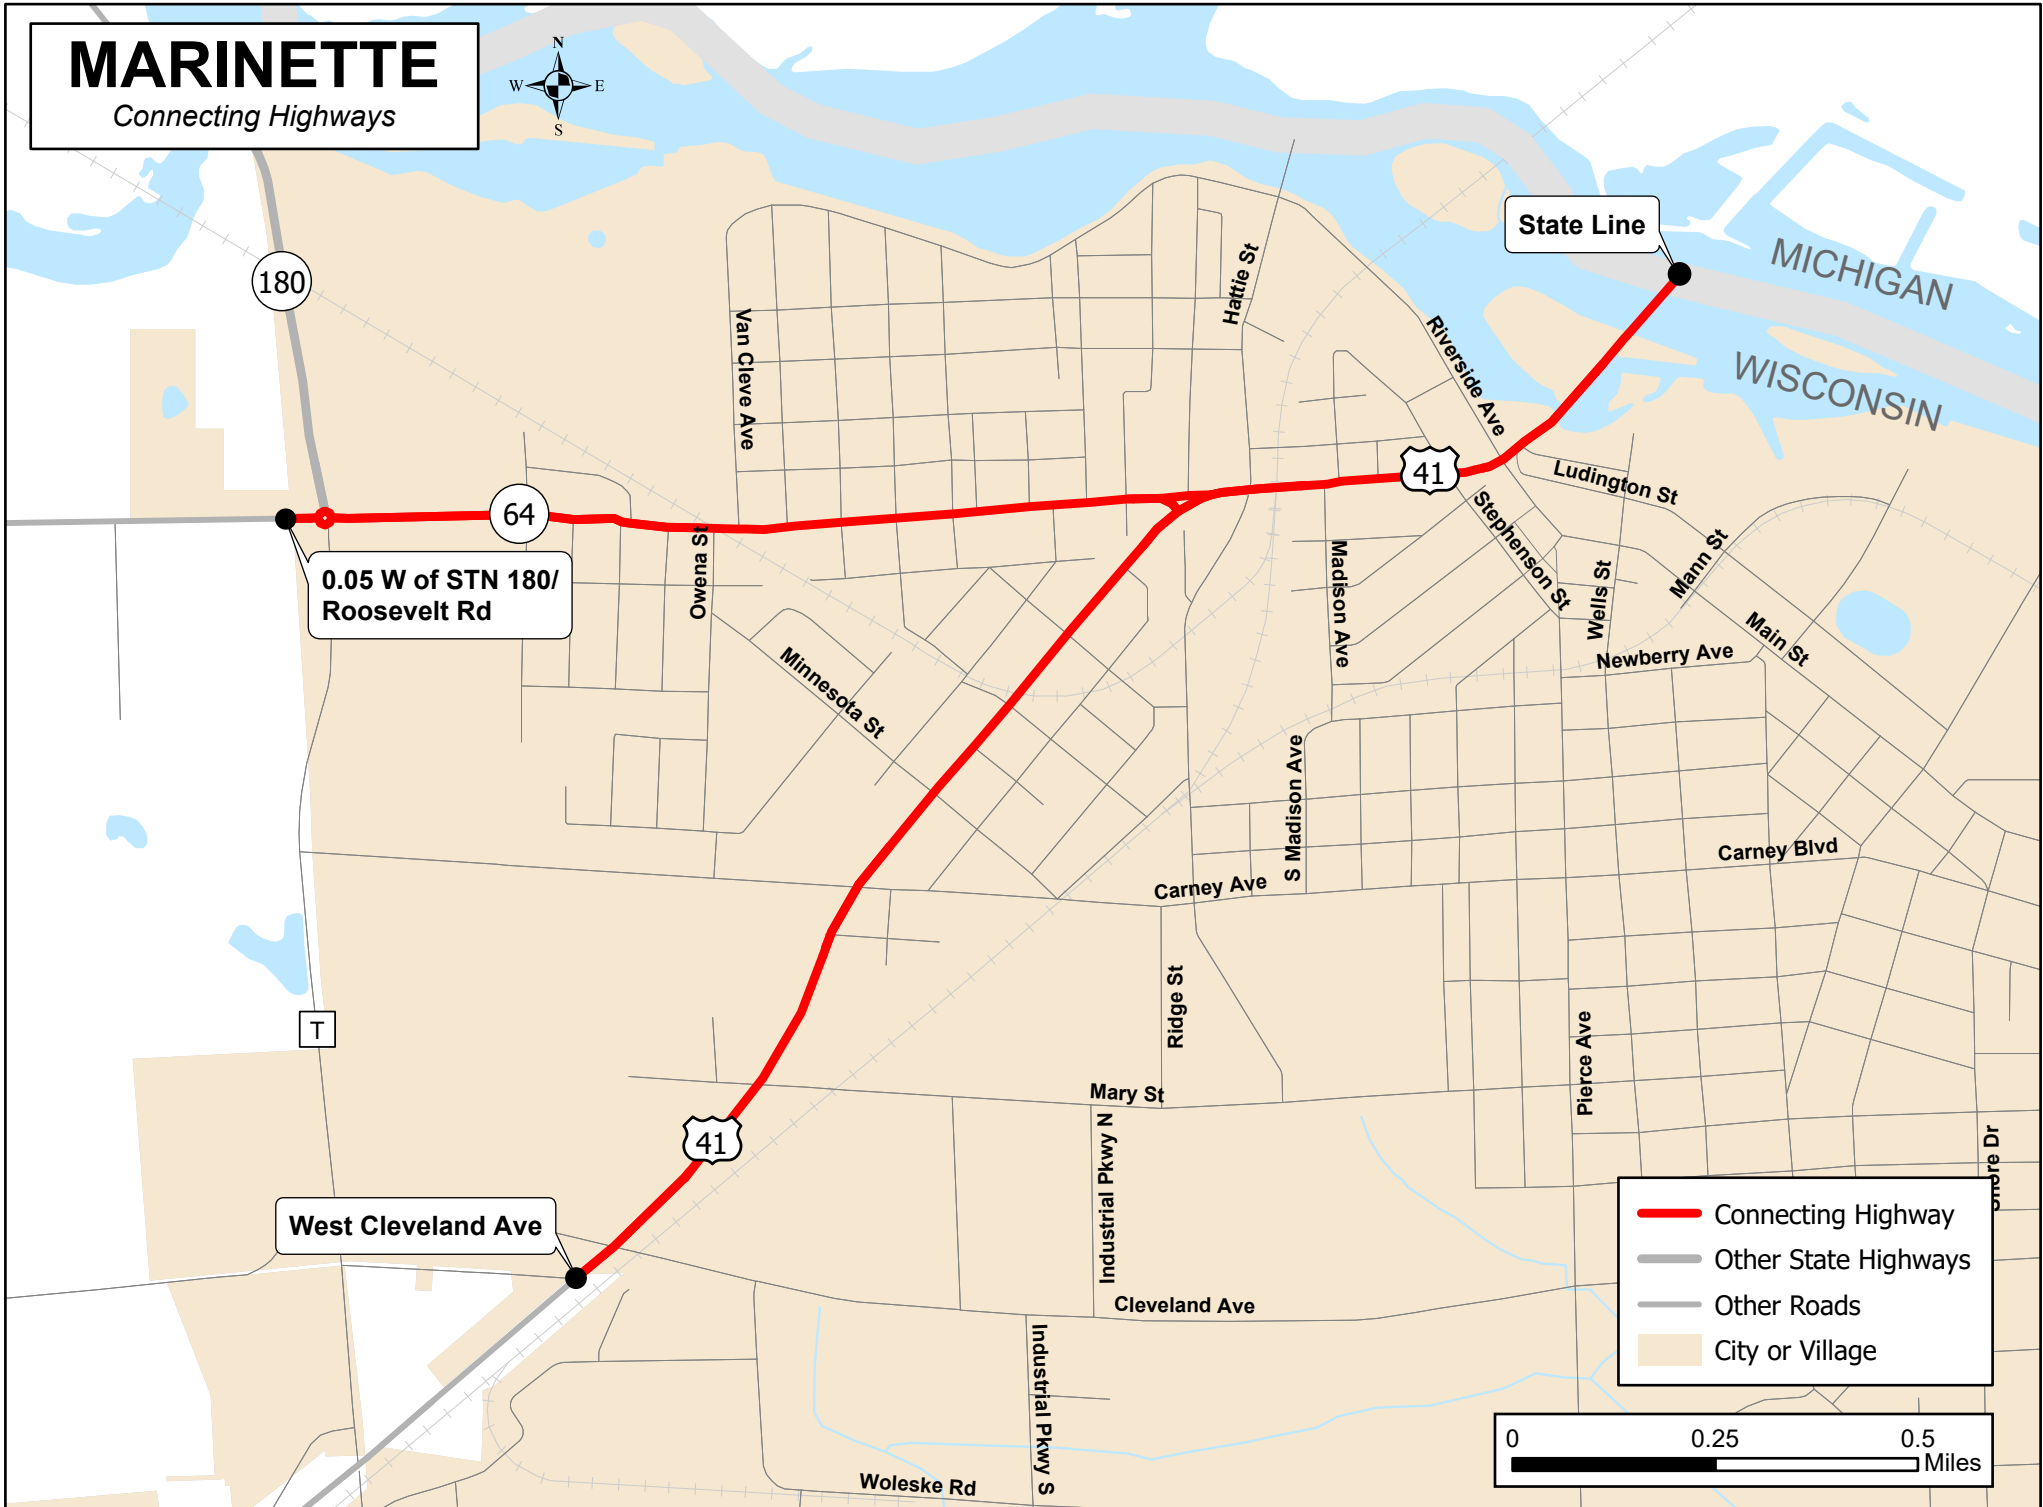 MARINETTE
Connecting Highways
N
W E
S
State Line
MICHIGAN
WISCONSIN
180
Hattie St
Van Cleve Ave
Riverside Ave
41
Ludington St
64
Stephenson St
Mann St
0.05 W of STN 180/
Roosevelt Rd
Owena St
Madison Ave
Wells St
Main St
Minnesota St
Newberry Ave
S Madison Ave
Carney Blvd
Carney Ave
Ridge St
T
Pierce Ave
Mary St
41
Industrial Pkwy N
West Cleveland Ave
Cleveland Ave
Industrial Pkwy S
Woleske Rd
Connecting Highway
Other State Highways
Other Roads
City or Village
0 0.25 0.5
Miles